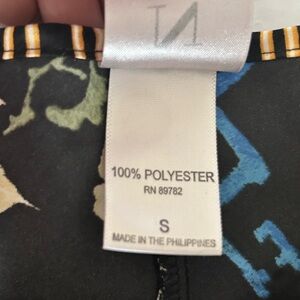 100% POLYESTER
RN 89782
S
MADE IN THE PHILIPPINES